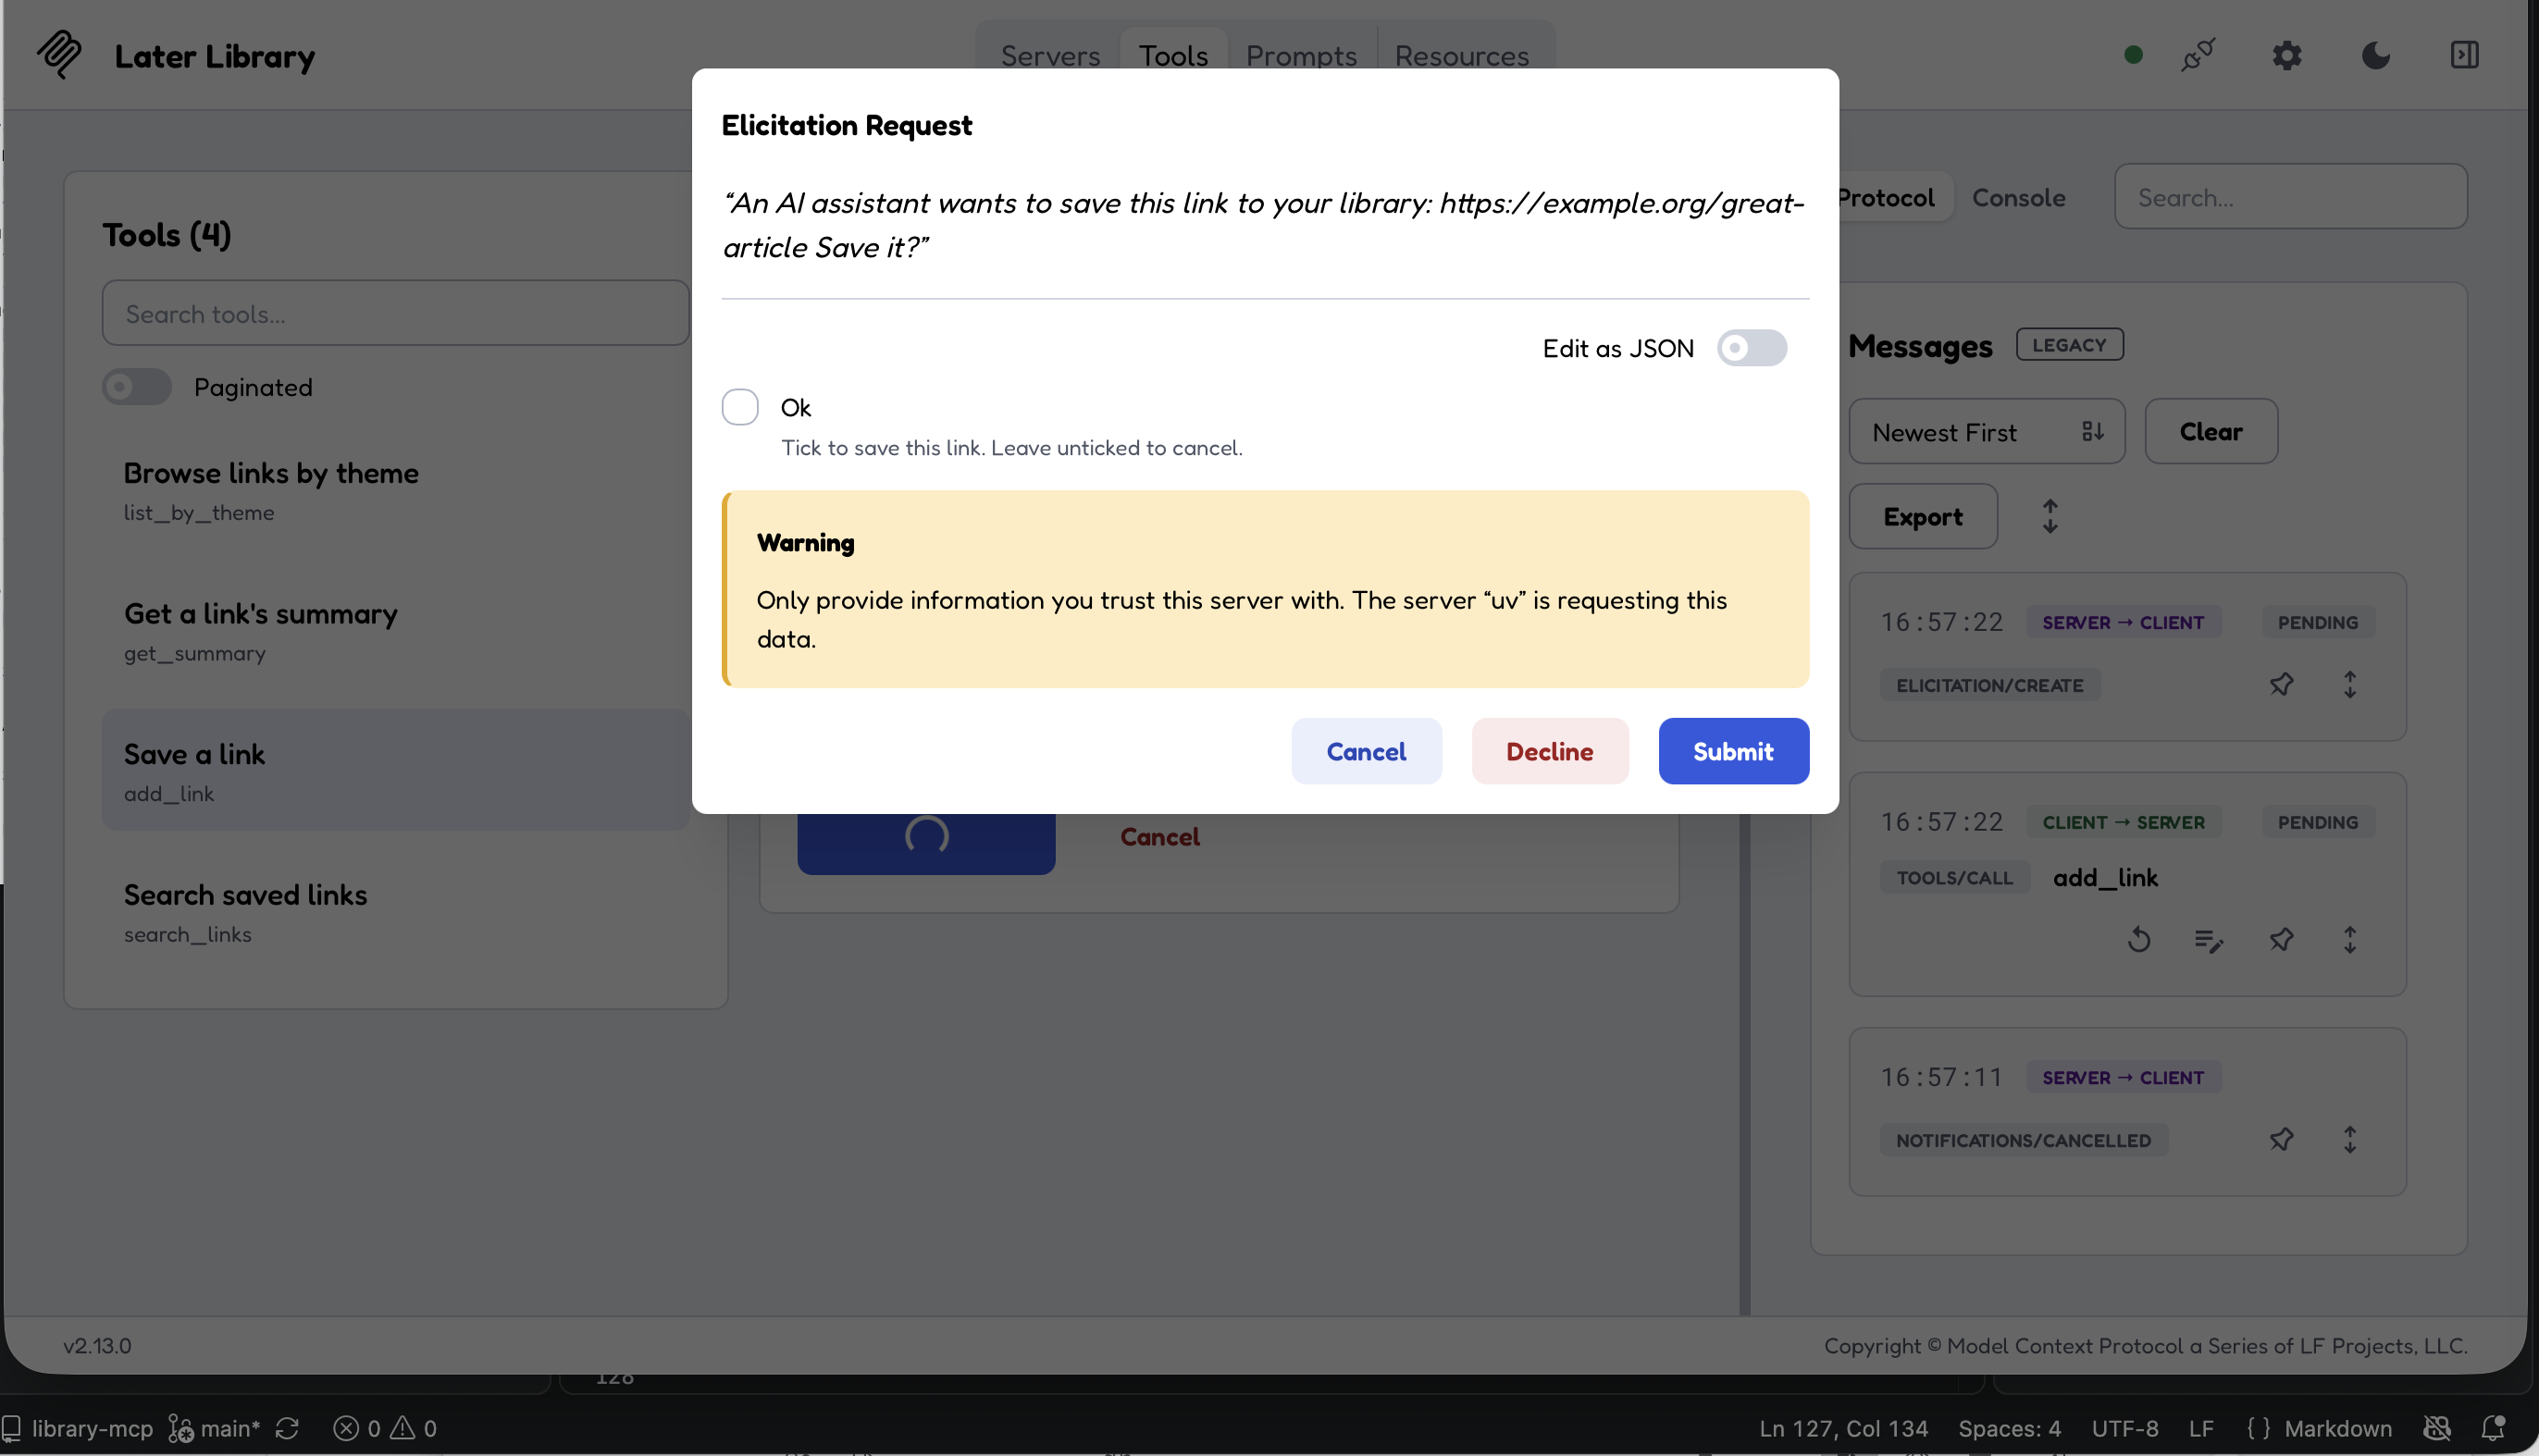 Later Library
Servers Tools Prompts Resources
Elicitation Request
“An AI assistant wants to save this link to your library: https://example.org/great-
article Save it?”
Edit as JSON
Ok
Tick to save this link. Leave unticked to cancel.
Warning
Only provide information you trust this server with. The server “uv” is requesting this
data.
Cancel Decline Submit
Tools (4)
Search tools...
Paginated
Browse links by theme
list_by_theme
Get a link's summary
get_summary
Save a link
add_link
Search saved links
search_links
Cancel
Protocol Console Search...
Messages LEGACY
Newest First Clear
Export
16:57:22 SERVER → CLIENT PENDING
ELICITATION/CREATE
16:57:22 CLIENT → SERVER PENDING
TOOLS/CALL add_link
16:57:11 SERVER → CLIENT
NOTIFICATIONS/CANCELLED
v2.13.0
Copyright © Model Context Protocol a Series of LF Projects, LLC.
128
library-mcp main* 0 0
Ln 127, Col 134 Spaces: 4 UTF-8 LF { } Markdown